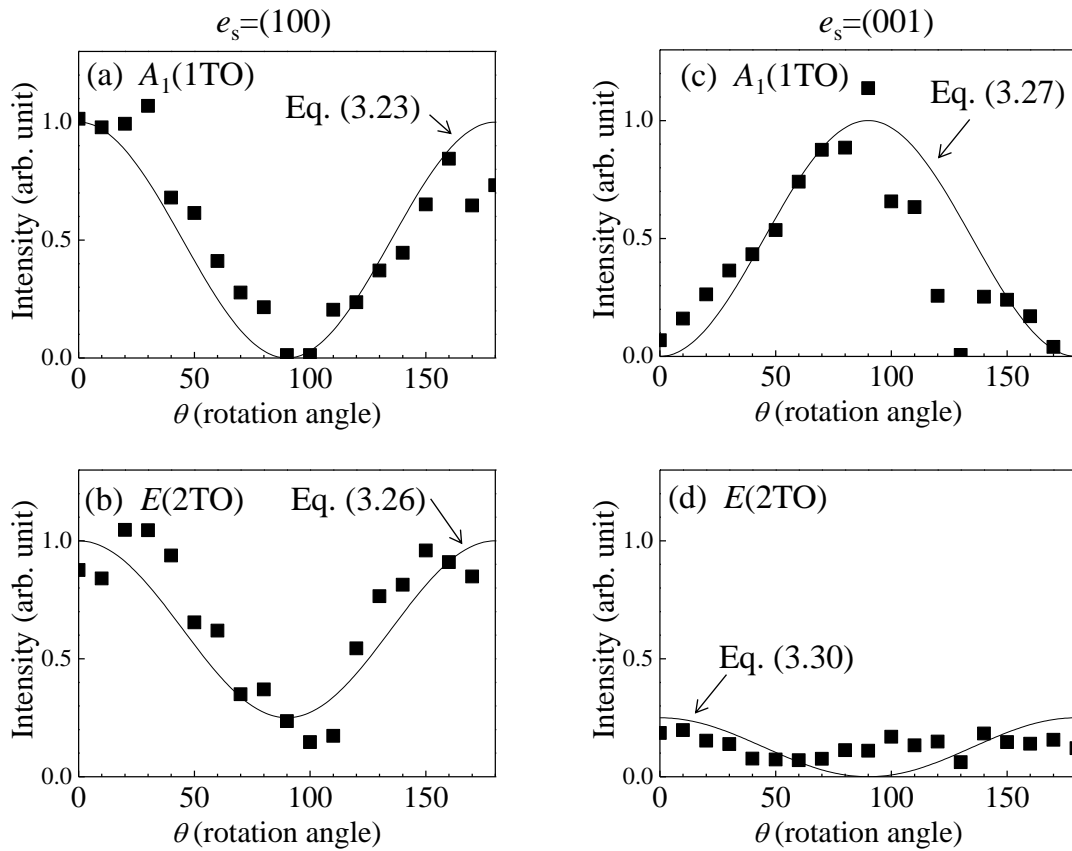 e_s=(100)
e_s=(001)
(a) A_1(1TO)
Eq. (3.23)
Intensity (arb. unit)
1.0
0.5
0.0
0 50 100 150
θ (rotation angle)
(c) A_1(1TO)
Eq. (3.27)
Intensity (arb. unit)
1.0
0.5
0.0
0 50 100 150
θ (rotation angle)
(b) E(2TO)
Eq. (3.26)
Intensity (arb. unit)
1.0
0.5
0.0
0 50 100 150
θ (rotation angle)
(d) E(2TO)
Eq. (3.30)
Intensity (arb. unit)
1.0
0.5
0.0
0 50 100 150
θ (rotation angle)